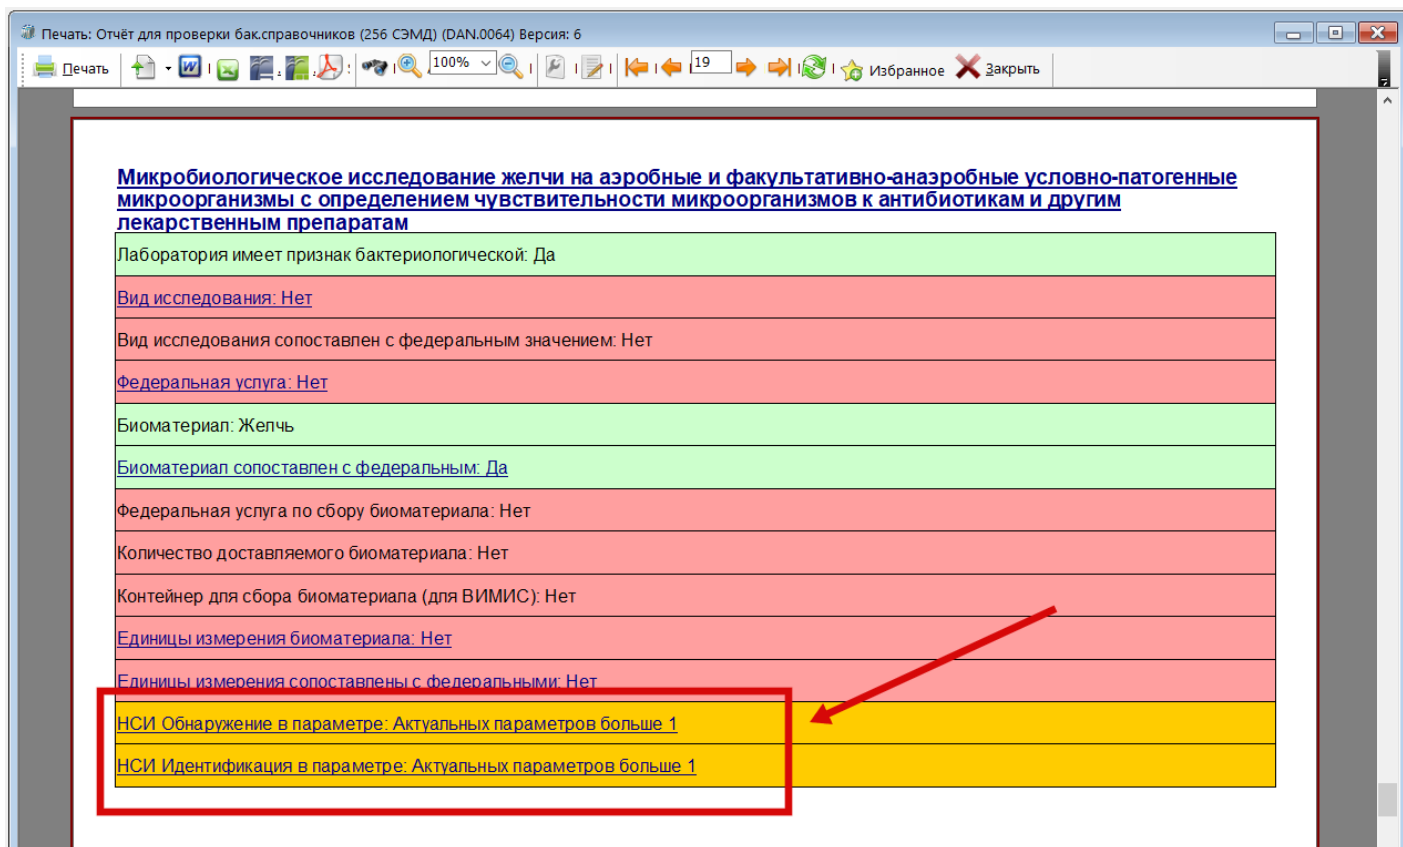 Печать: Отчёт для проверки бак.справочников (256 СЭМД) (DAN.0064) Версия: 6
Печать 100% 19 Избранное Закрыть
Микробиологическое исследование желчи на аэробные и факультативно-анаэробные условно-патогенные
микроорганизмы с определением чувствительности микроорганизмов к антибиотикам и другим
лекарственным препаратам
Лаборатория имеет признак бактериологической: Да
Вид исследования: Нет
Вид исследования сопоставлен с федеральным значением: Нет
Федеральная услуга: Нет
Биоматериал: Желчь
Биоматериал сопоставлен с федеральным: Да
Федеральная услуга по сбору биоматериала: Нет
Количество доставляемого биоматериала: Нет
Контейнер для сбора биоматериала (для ВИМИС): Нет
Единицы измерения биоматериала: Нет
Единицы измерения сопоставлены с федеральными: Нет
НСИ Обнаружение в параметре: Актуальных параметров больше 1
НСИ Идентификация в параметре: Актуальных параметров больше 1